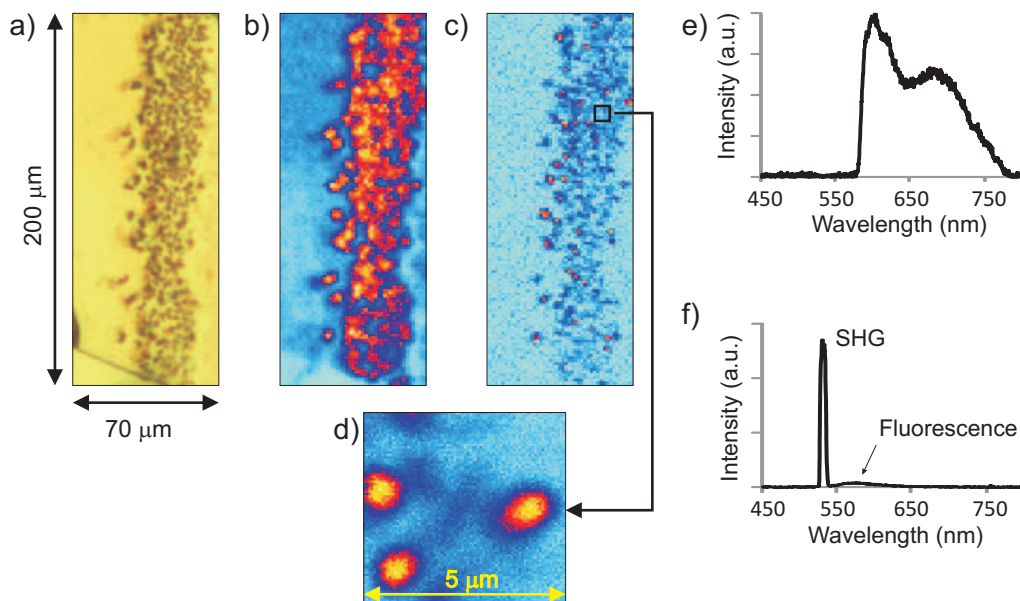 a)
b)
c)
200 µm
70 µm
d)
5 µm
e)
Intensity (a.u.)
450
550
650
750
Wavelength (nm)
f)
SHG
Fluorescence
Intensity (a.u.)
450
550
650
750
Wavelength (nm)